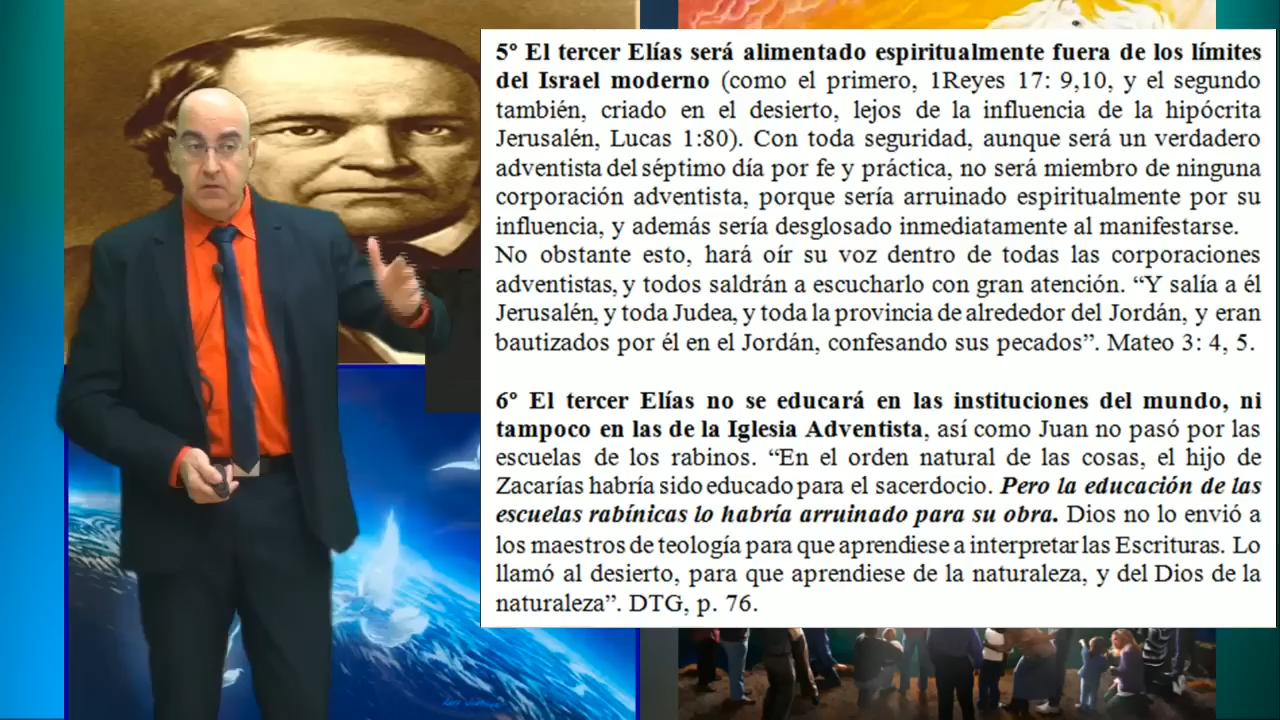 5º El tercer Elías será alimentado espiritualmente fuera de los límites
del Israel moderno (como el primero, 1Reyes 17: 9,10, y el segundo
también, criado en el desierto, lejos de la influencia de la hipócrita
Jerusalén, Lucas 1:80). Con toda seguridad, aunque será un verdadero
adventista del séptimo día por fe y práctica, no será miembro de ninguna
corporación adventista, porque sería arruinado espiritualmente por su
influencia, y además sería desglosado inmediatamente al manifestarse.
No obstante esto, hará oír su voz dentro de todas las corporaciones
adventistas, y todos saldrán a escucharlo con gran atención. “Y salía a él
Jerusalén, y toda Judea, y toda la provincia de alrededor del Jordán, y eran
bautizados por él en el Jordán, confesando sus pecados”. Mateo 3: 4, 5.
6º El tercer Elías no se educará en las instituciones del mundo, ni
tampoco en las de la Iglesia Adventista, así como Juan no pasó por las
escuelas de los rabinos. “En el orden natural de las cosas, el hijo de
Zacarías habría sido educado para el sacerdocio. Pero la educación de las
escuelas rabínicas lo habría arruinado para su obra. Dios no lo envió a
los maestros de teología para que aprendiese a interpretar las Escrituras. Lo
llamó al desierto, para que aprendiese de la naturaleza, y del Dios de la
naturaleza”. DTG, p. 76.